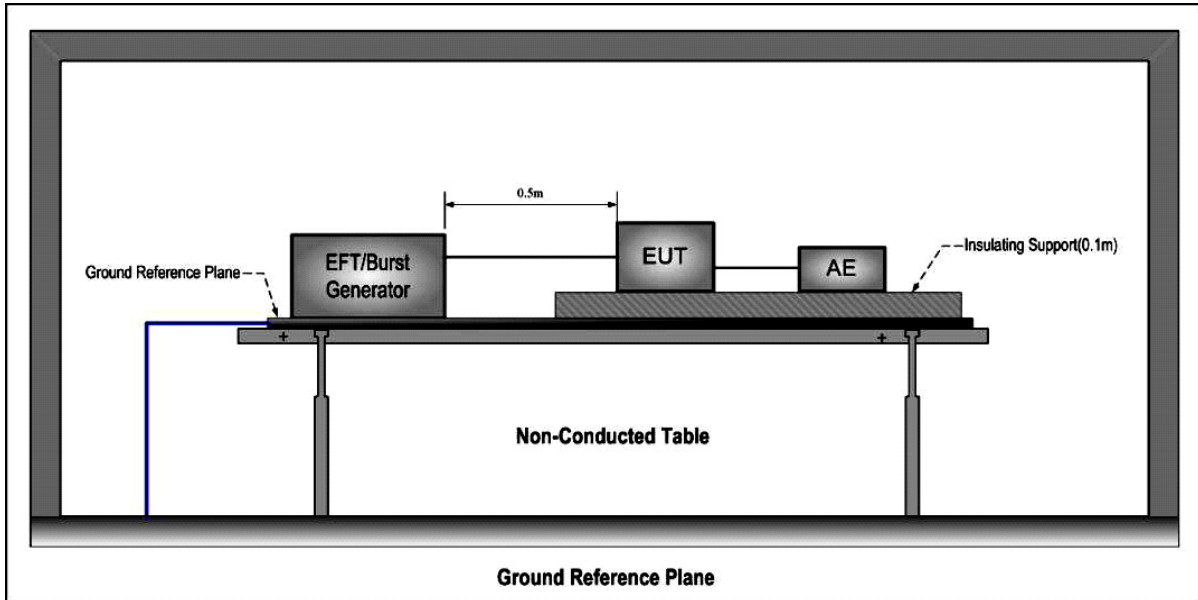 0.5m
EFT/Burst
Generator
EUT
AE
Insulating Support(0.1m)
Ground Reference Plane
+
+
Non-Conducted Table
Ground Reference Plane